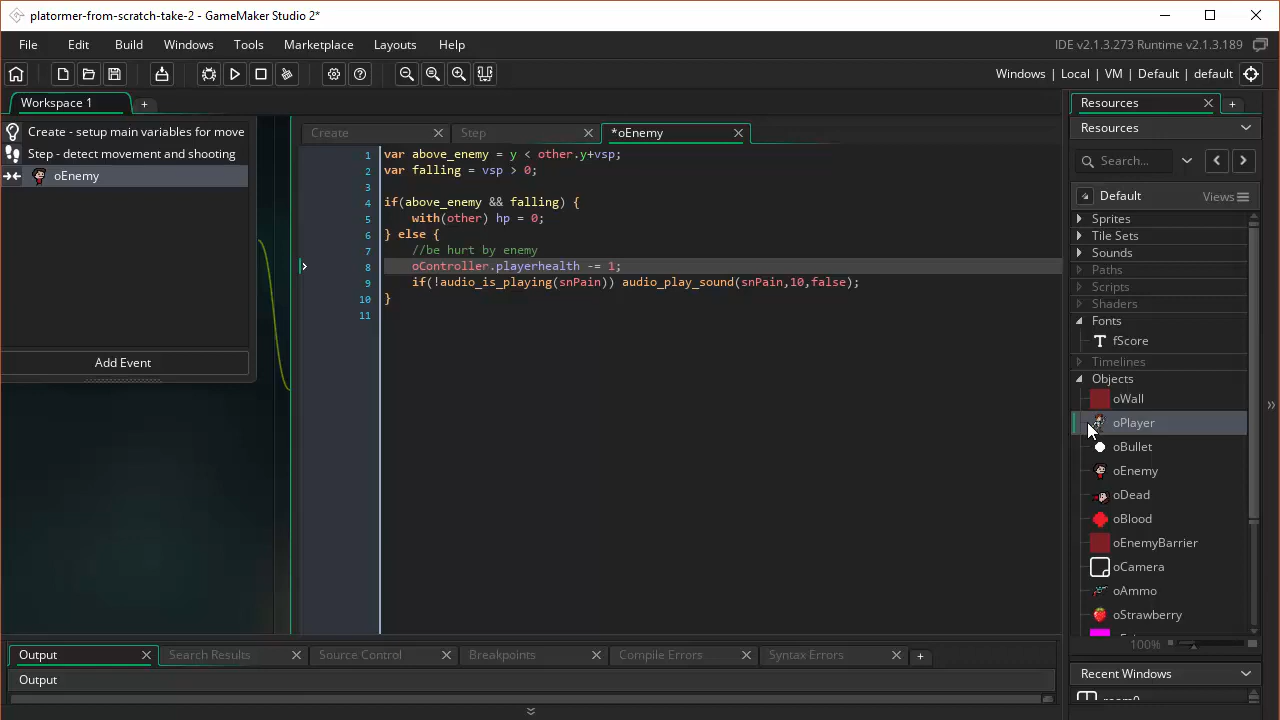 platormer-from-scratch-take-2 - GameMaker Studio 2*
File Edit Build Windows Tools Marketplace Layouts Help
IDE v2.1.3.273 Runtime v2.1.3.189
Windows | Local | VM | Default | default
Workspace 1
Create - setup main variables for move
Step - detect movement and shooting
oEnemy
Add Event
Create
Step
*oEnemy
1 var above_enemy = y < other.y+vsp;
2 var falling = vsp > 0;
3
4 if(above_enemy && falling) {
5 with(other) hp = 0;
6 } else {
7 //be hurt by enemy
8 oController.playerhealth -= 1;
9 if(!audio_is_playing(snPain)) audio_play_sound(snPain,10,false);
10 }
11
Resources
Resources
Search...
Default
Views
Sprites
Tile Sets
Sounds
Paths
Scripts
Shaders
Fonts
fScore
Timelines
Objects
oWall
oPlayer
oBullet
oEnemy
oDead
oBlood
oEnemyBarrier
oCamera
oAmmo
oStrawberry
100%
Recent Windows
Output
Search Results
Source Control
Breakpoints
Compile Errors
Syntax Errors
Output